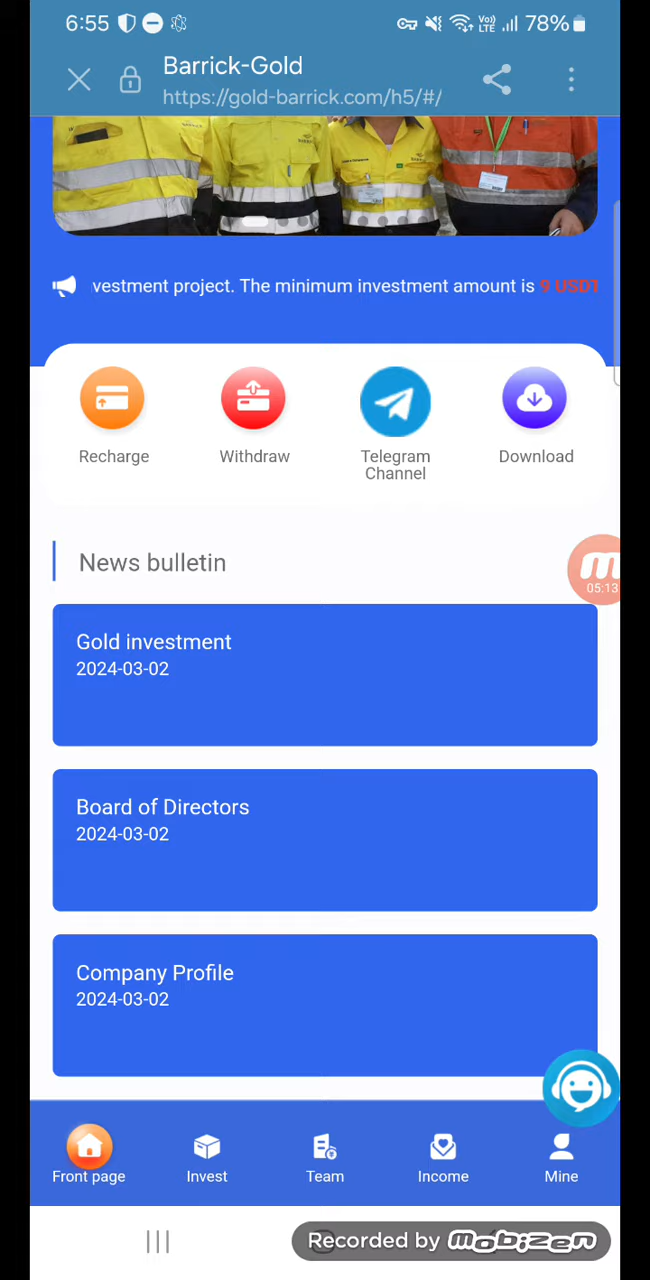 6:55
Vo))
LTE
78%
Barrick-Gold
https://gold-barrick.com/h5/#/
vestment project. The minimum investment amount is 9 USDT
Recharge
Withdraw
Telegram
Channel
Download
News bulletin
05:13
Gold investment
2024-03-02
Board of Directors
2024-03-02
Company Profile
2024-03-02
Front page
Invest
Team
Income
Mine
Recorded by mobizen